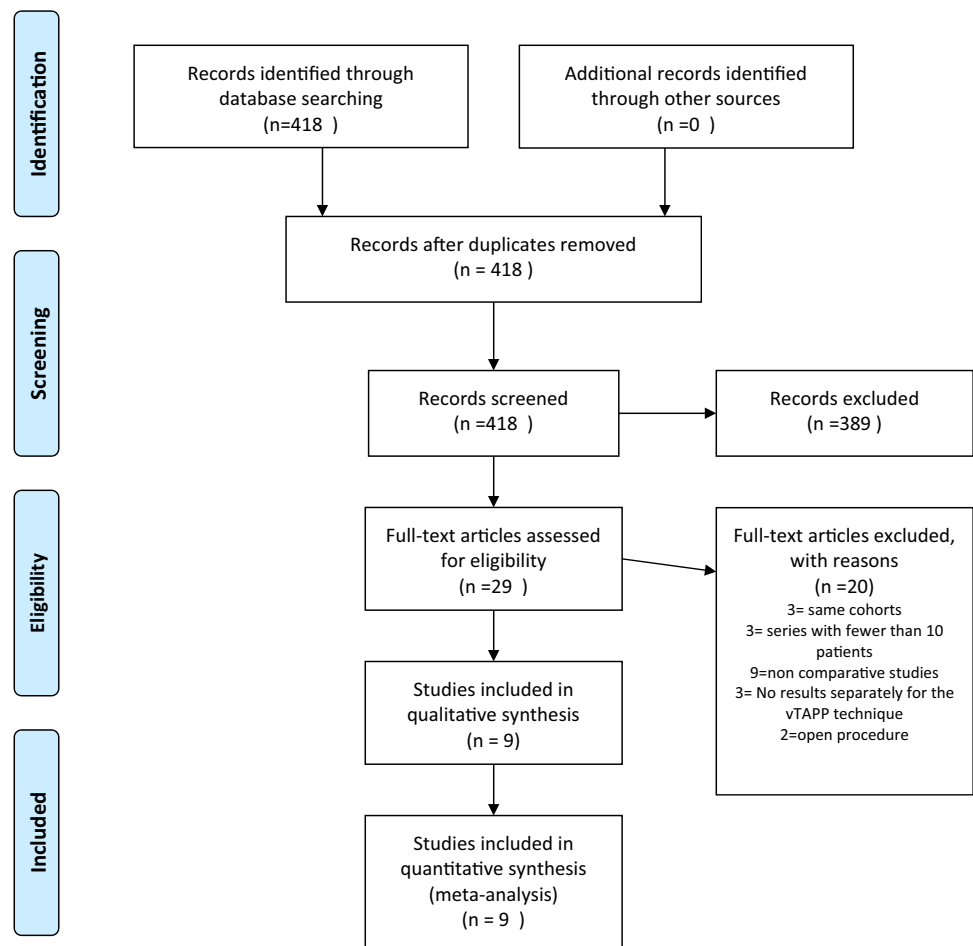 Identification
Records identified through
database searching
(n=418 )
Additional records identified
through other sources
(n =0 )
Records after duplicates removed
(n = 418 )
Screening
Records screened
(n =418 )
Records excluded
(n =389 )
Eligibility
Full-text articles assessed
for eligibility
(n =29 )
Full-text articles excluded,
with reasons
(n =20)
3= same cohorts
3= series with fewer than 10
patients
9=non comparative studies
3= No results separately for the
vTAPP technique
2=open procedure
Studies included in
qualitative synthesis
(n = 9)
Included
Studies included in
quantitative synthesis
(meta-analysis)
(n = 9 )